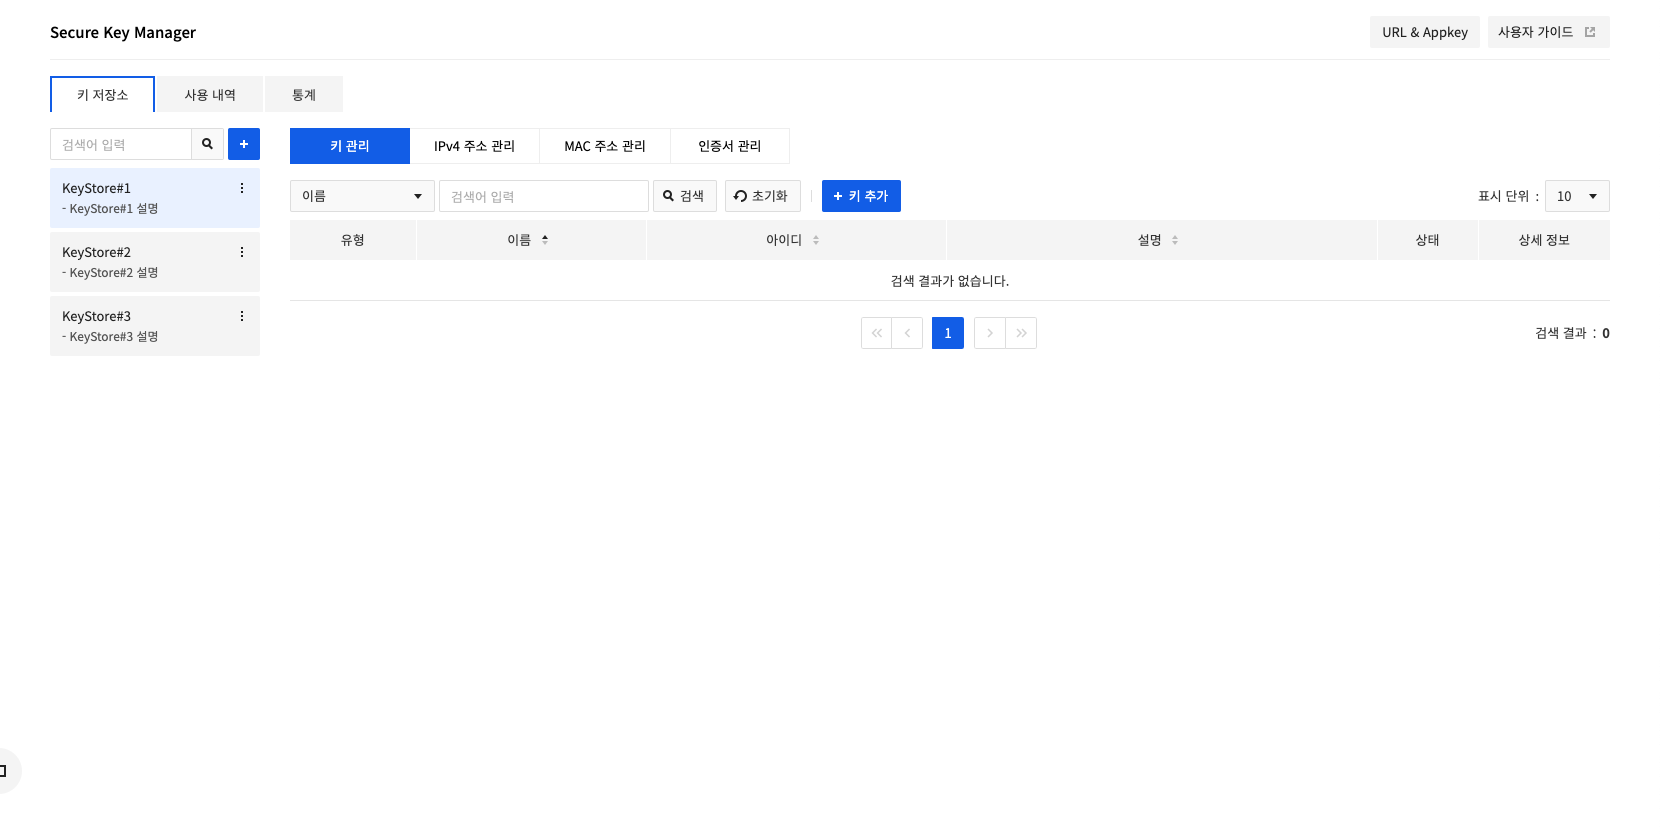 Secure Key Manager
URL & Appkey
사용자 가이드
키 저장소
사용 내역
통계
검색어 입력
+
KeyStore#1
- KeyStore#1 설명
KeyStore#2
- KeyStore#2 설명
KeyStore#3
- KeyStore#3 설명
키 관리
IPv4 주소 관리
MAC 주소 관리
인증서 관리
이름
검색어 입력
검색
초기화
+ 키 추가
표시 단위 :
10
유형
이름
아이디
설명
상태
상세 정보
검색 결과가 없습니다.
1
검색 결과 : 0